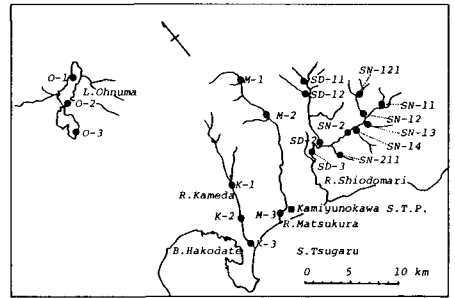 O-1
L.Ohnuma
O-2
O-3
M-1
M-2
SD-11
SD-12
SN-121
SN-11
SN-12
SN-13
SN-14
SN-2
SD-2
SN-211
SD-3
R.Shiodomari
K-1
R.Kameda
K-2
M-3
Kamiyunokawa S.T.P.
R.Matsukura
B.Hakodate
K-3
S.Tsugaru
0 5 10 km